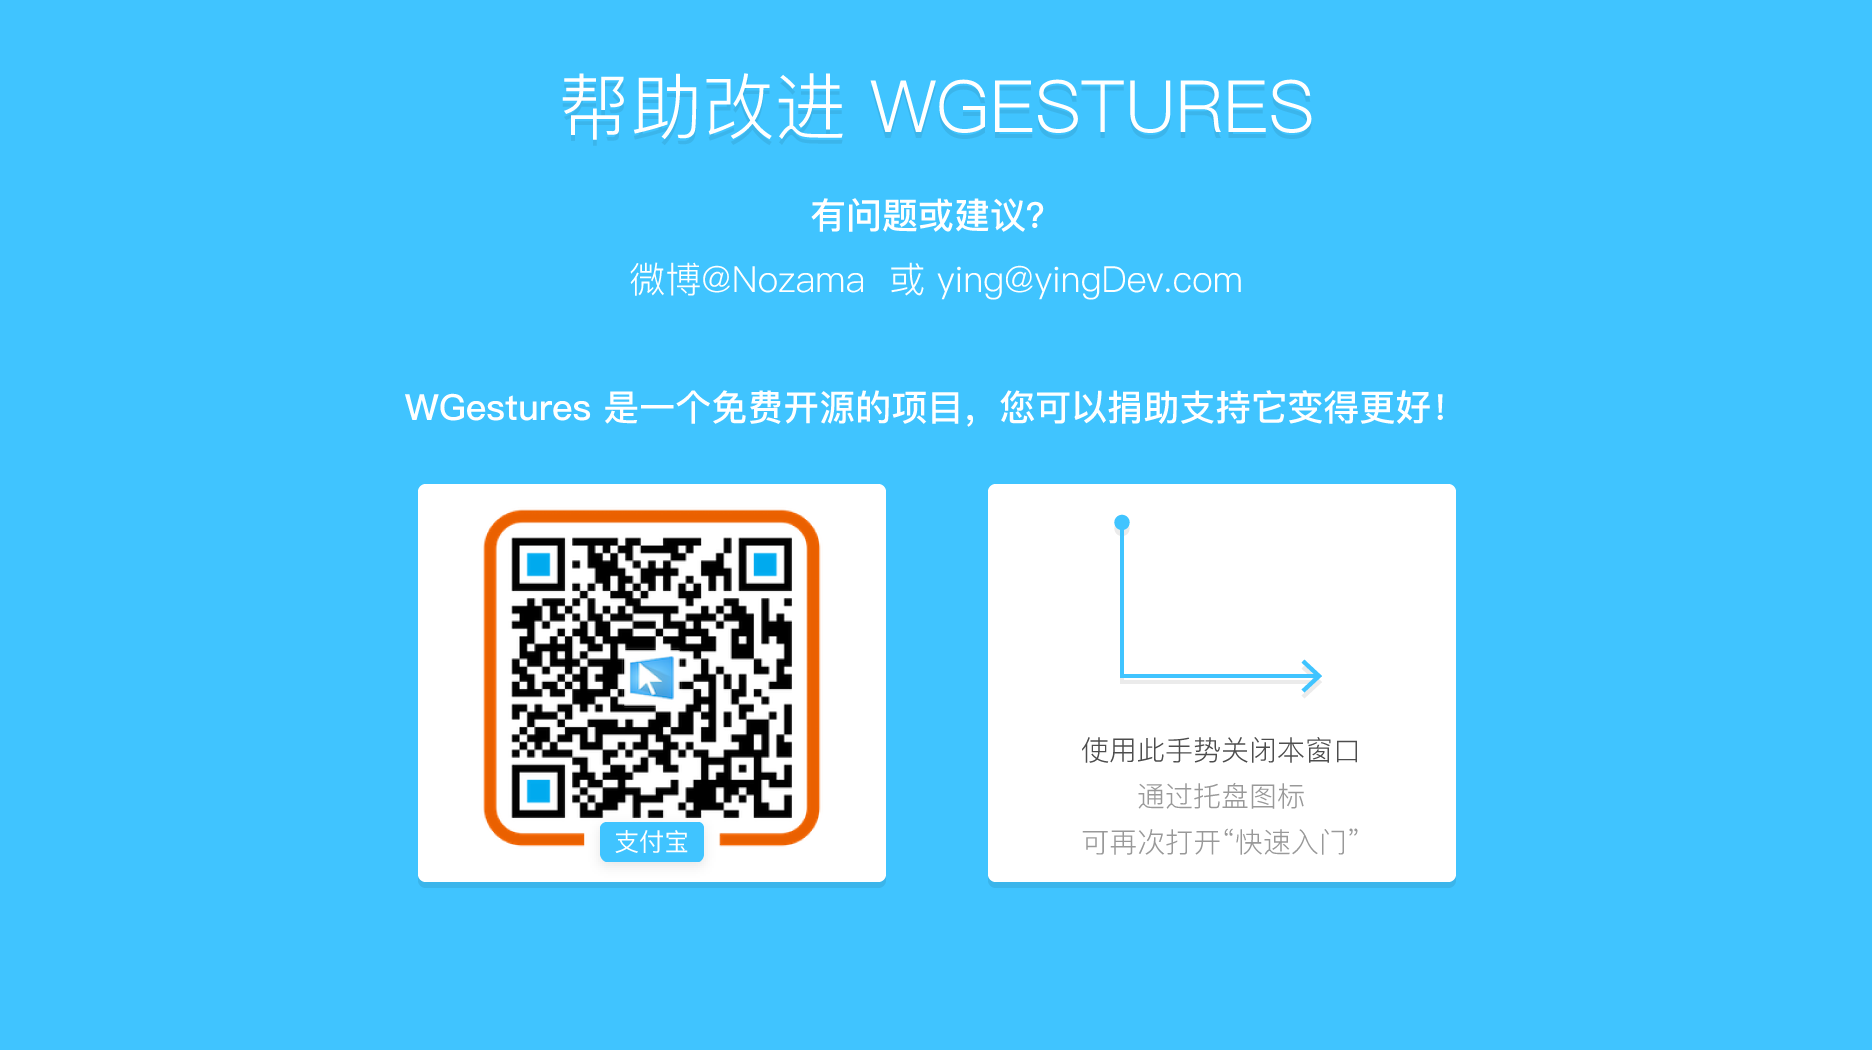 帮助改进 WGESTURES
有问题或建议?
微博@Nozama 或 ying@yingDev.com
WGestures 是一个免费开源的项目，您可以捐助支持它变得更好！
支付宝
使用此手势关闭本窗口
通过托盘图标
可再次打开“快速入门”